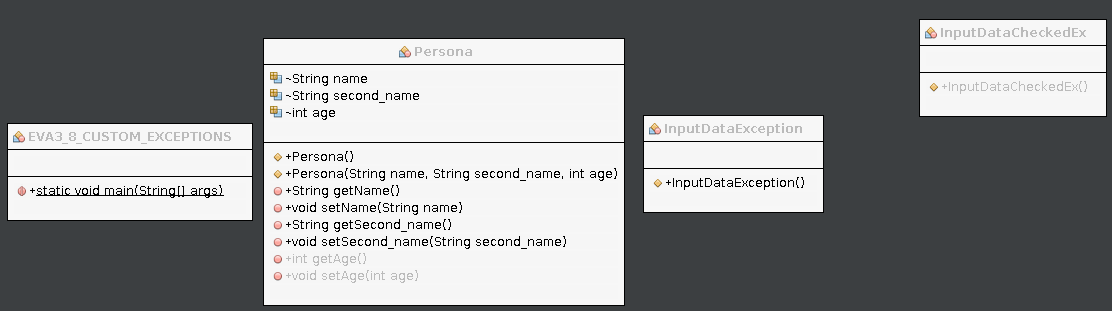 EVA3_8_CUSTOM_EXCEPTIONS
+static void main(String[] args)
Persona
~String name
~String second_name
~int age
+Persona()
+Persona(String name, String second_name, int age)
+String getName()
+void setName(String name)
+String getSecond_name()
+void setSecond_name(String second_name)
+int getAge()
+void setAge(int age)
InputDataException
+InputDataException()
InputDataCheckedEx
+InputDataCheckedEx()